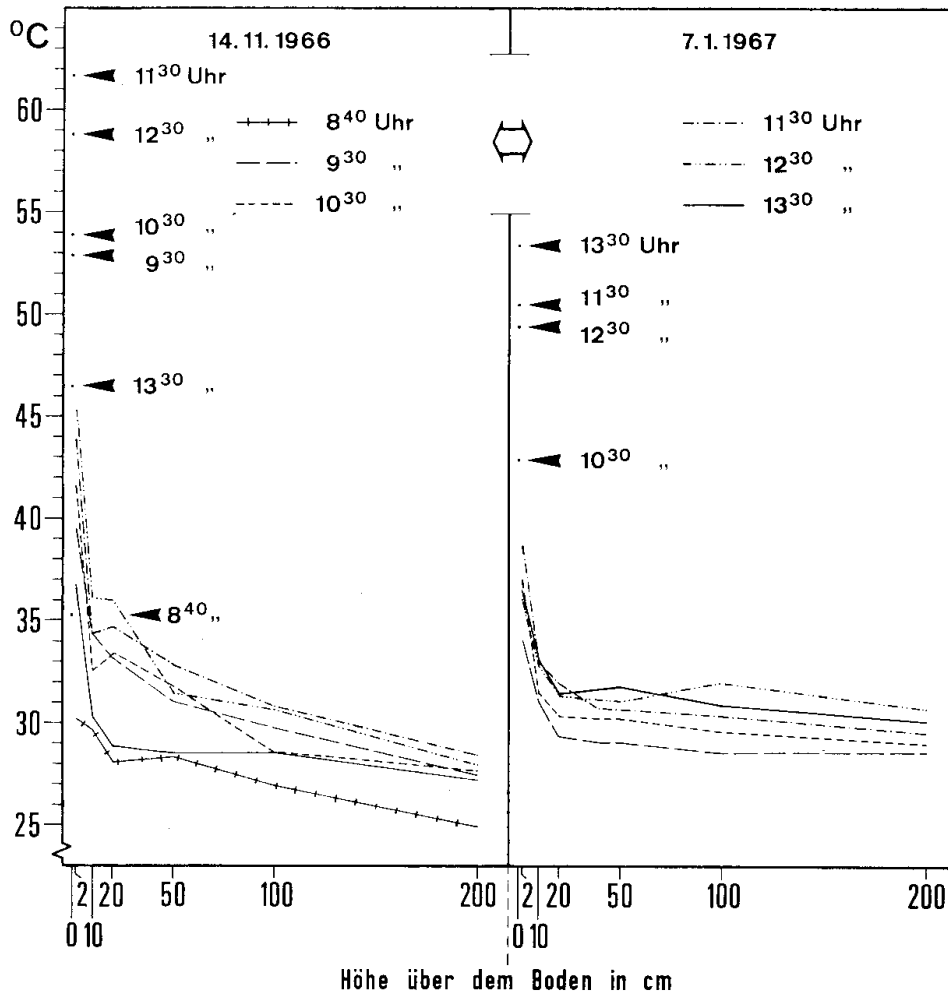 °C
14. 11. 1966
7. 1. 1967
11³⁰ Uhr
60
12³⁰ „
8⁴⁰ Uhr
9³⁰ „
10³⁰ „
11³⁰ Uhr
12³⁰ „
13³⁰ „
55
10³⁰ „
9³⁰ „
13³⁰ Uhr
50
11³⁰ „
12³⁰ „
13³⁰ „
45
10³⁰ „
40
35
8⁴⁰ „
30
25
2 20 50 100 200
0 10
2 20 50 100 200
0 10
Höhe über dem Boden in cm